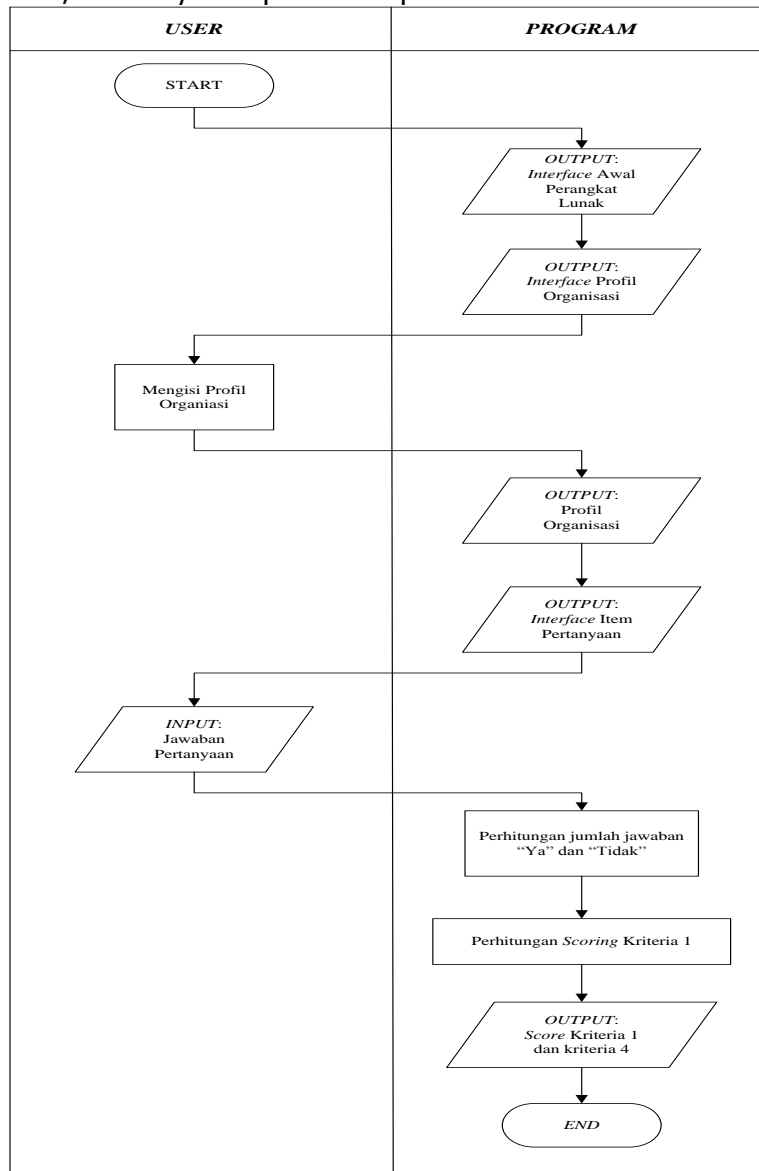 USER
PROGRAM
START
OUTPUT:
Interface Awal
Perangkat
Lunak
OUTPUT:
Interface Profil
Organisasi
Mengisi Profil
Organiasi
OUTPUT:
Profil
Organisasi
OUTPUT:
Interface Item
Pertanyaan
INPUT:
Jawaban
Pertanyaan
Perhitungan jumlah jawaban
“Ya” dan “Tidak”
Perhitungan Scoring Kriteria 1
OUTPUT:
Score Kriteria 1
dan kriteria 4
END